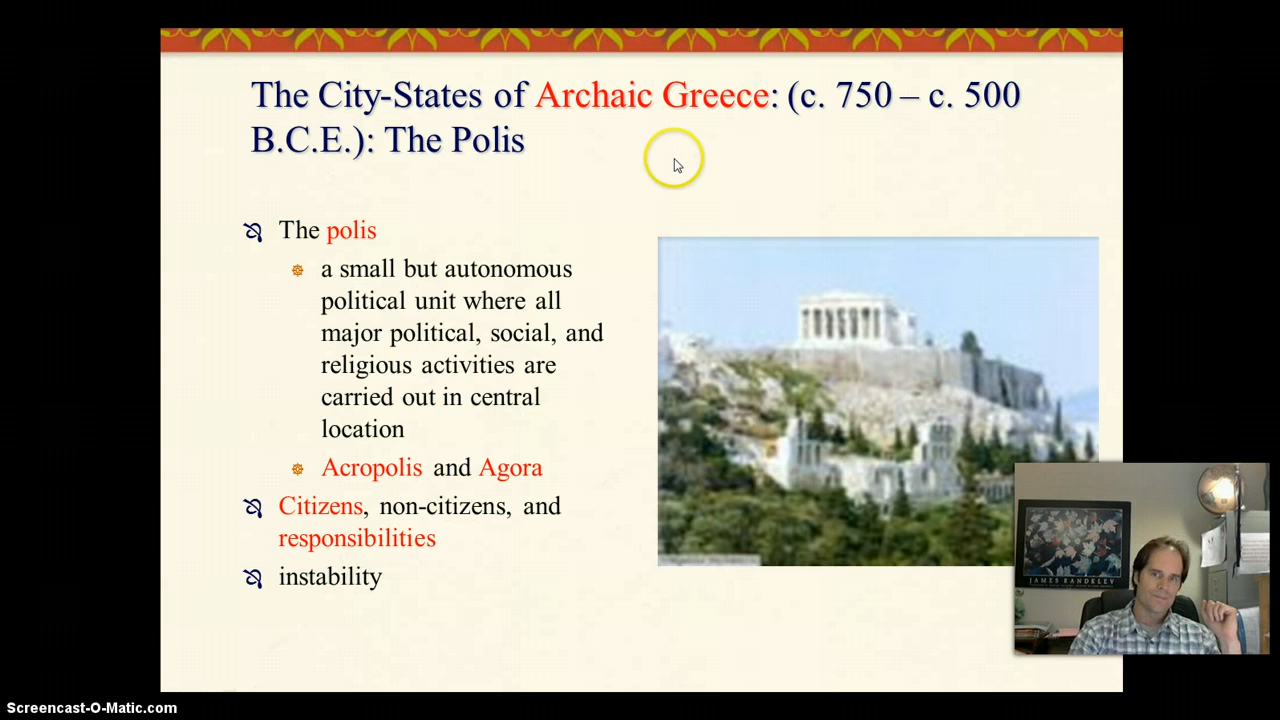 The City-States of Archaic Greece: (c. 750 – c. 500
B.C.E.): The Polis
The polis
a small but autonomous
political unit where all
major political, social, and
religious activities are
carried out in central
location
Acropolis and Agora
Citizens, non-citizens, and
responsibilities
instability
JAMES RANDKLEV
Screencast-O-Matic.com